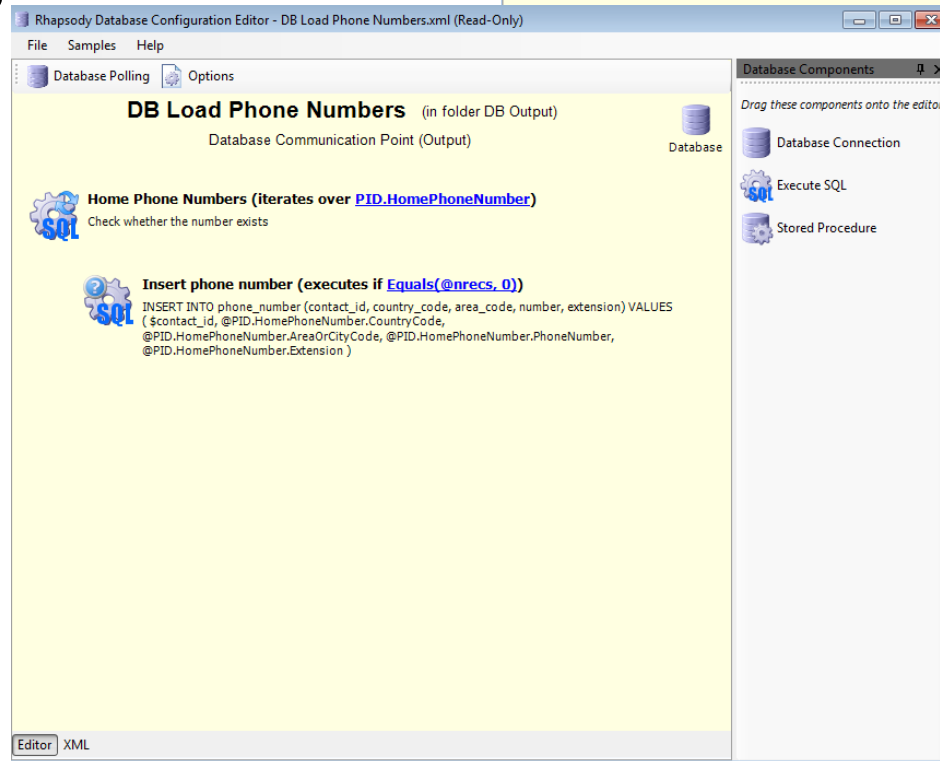 Rhapsody Database Configuration Editor - DB Load Phone Numbers.xml (Read-Only)
File Samples Help
Database Polling Options
DB Load Phone Numbers (in folder DB Output)
Database Communication Point (Output)
Database
Home Phone Numbers (iterates over PID.HomePhoneNumber)
Check whether the number exists
SQL
Insert phone number (executes if Equals(@nrecs, 0))
INSERT INTO phone_number (contact_id, country_code, area_code, number, extension) VALUES
( $contact_id, @PID.HomePhoneNumber.CountryCode,
@PID.HomePhoneNumber.AreaOrCityCode, @PID.HomePhoneNumber.PhoneNumber,
@PID.HomePhoneNumber.Extension )
SQL
Database Components
Drag these components onto the editor
Database Connection
Execute SQL
SQL
Stored Procedure
Editor XML